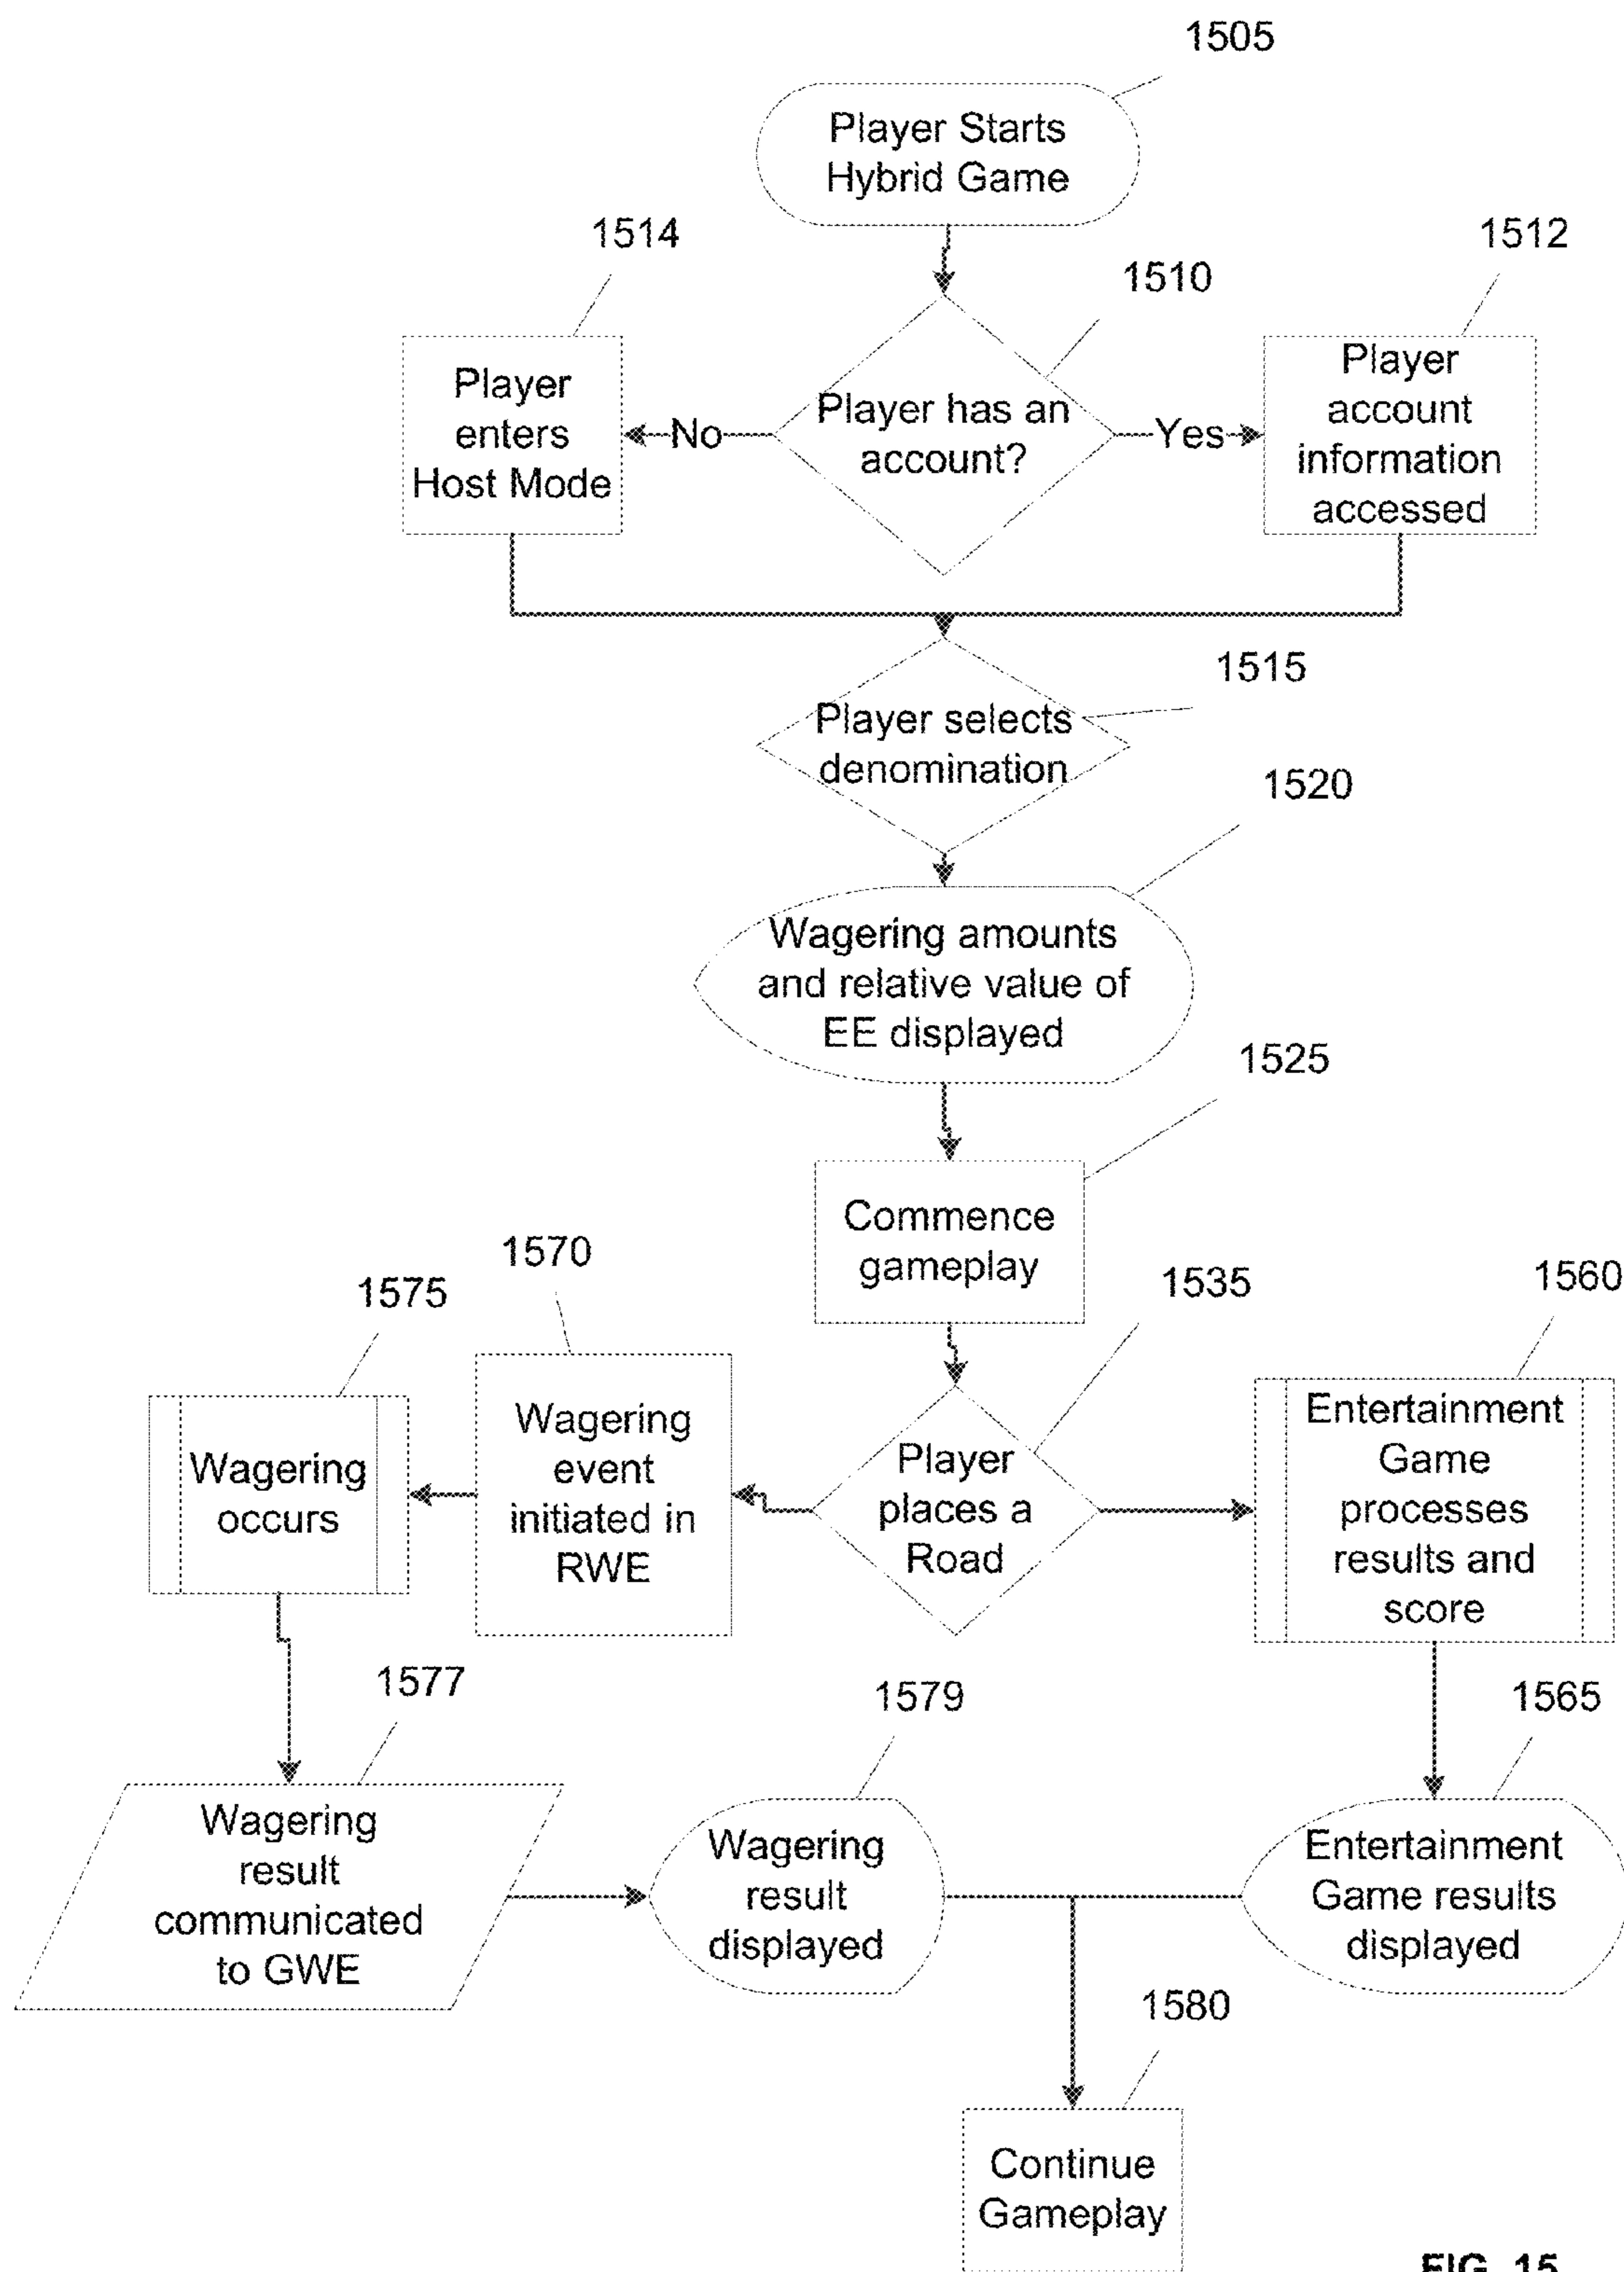 1505
Player Starts
Hybrid Game
1514
1512
1510
Player
enters
Host Mode
No
Player has an
account?
Yes
Player
account
information
accessed
1515
Player selects
denomination
1520
Wagering amounts
and relative value of
EE displayed
1525
Commence
gameplay
1570
1575
1535
1560
Wagering
occurs
Wagering
event
initiated in
RWE
Player
places a
Road
Entertainment
Game
processes
results and
score
1577
1579
1565
Wagering
result
communicated
to GWE
Wagering
result
displayed
Entertainment
Game results
displayed
1580
Continue
Gameplay
FIG. 15